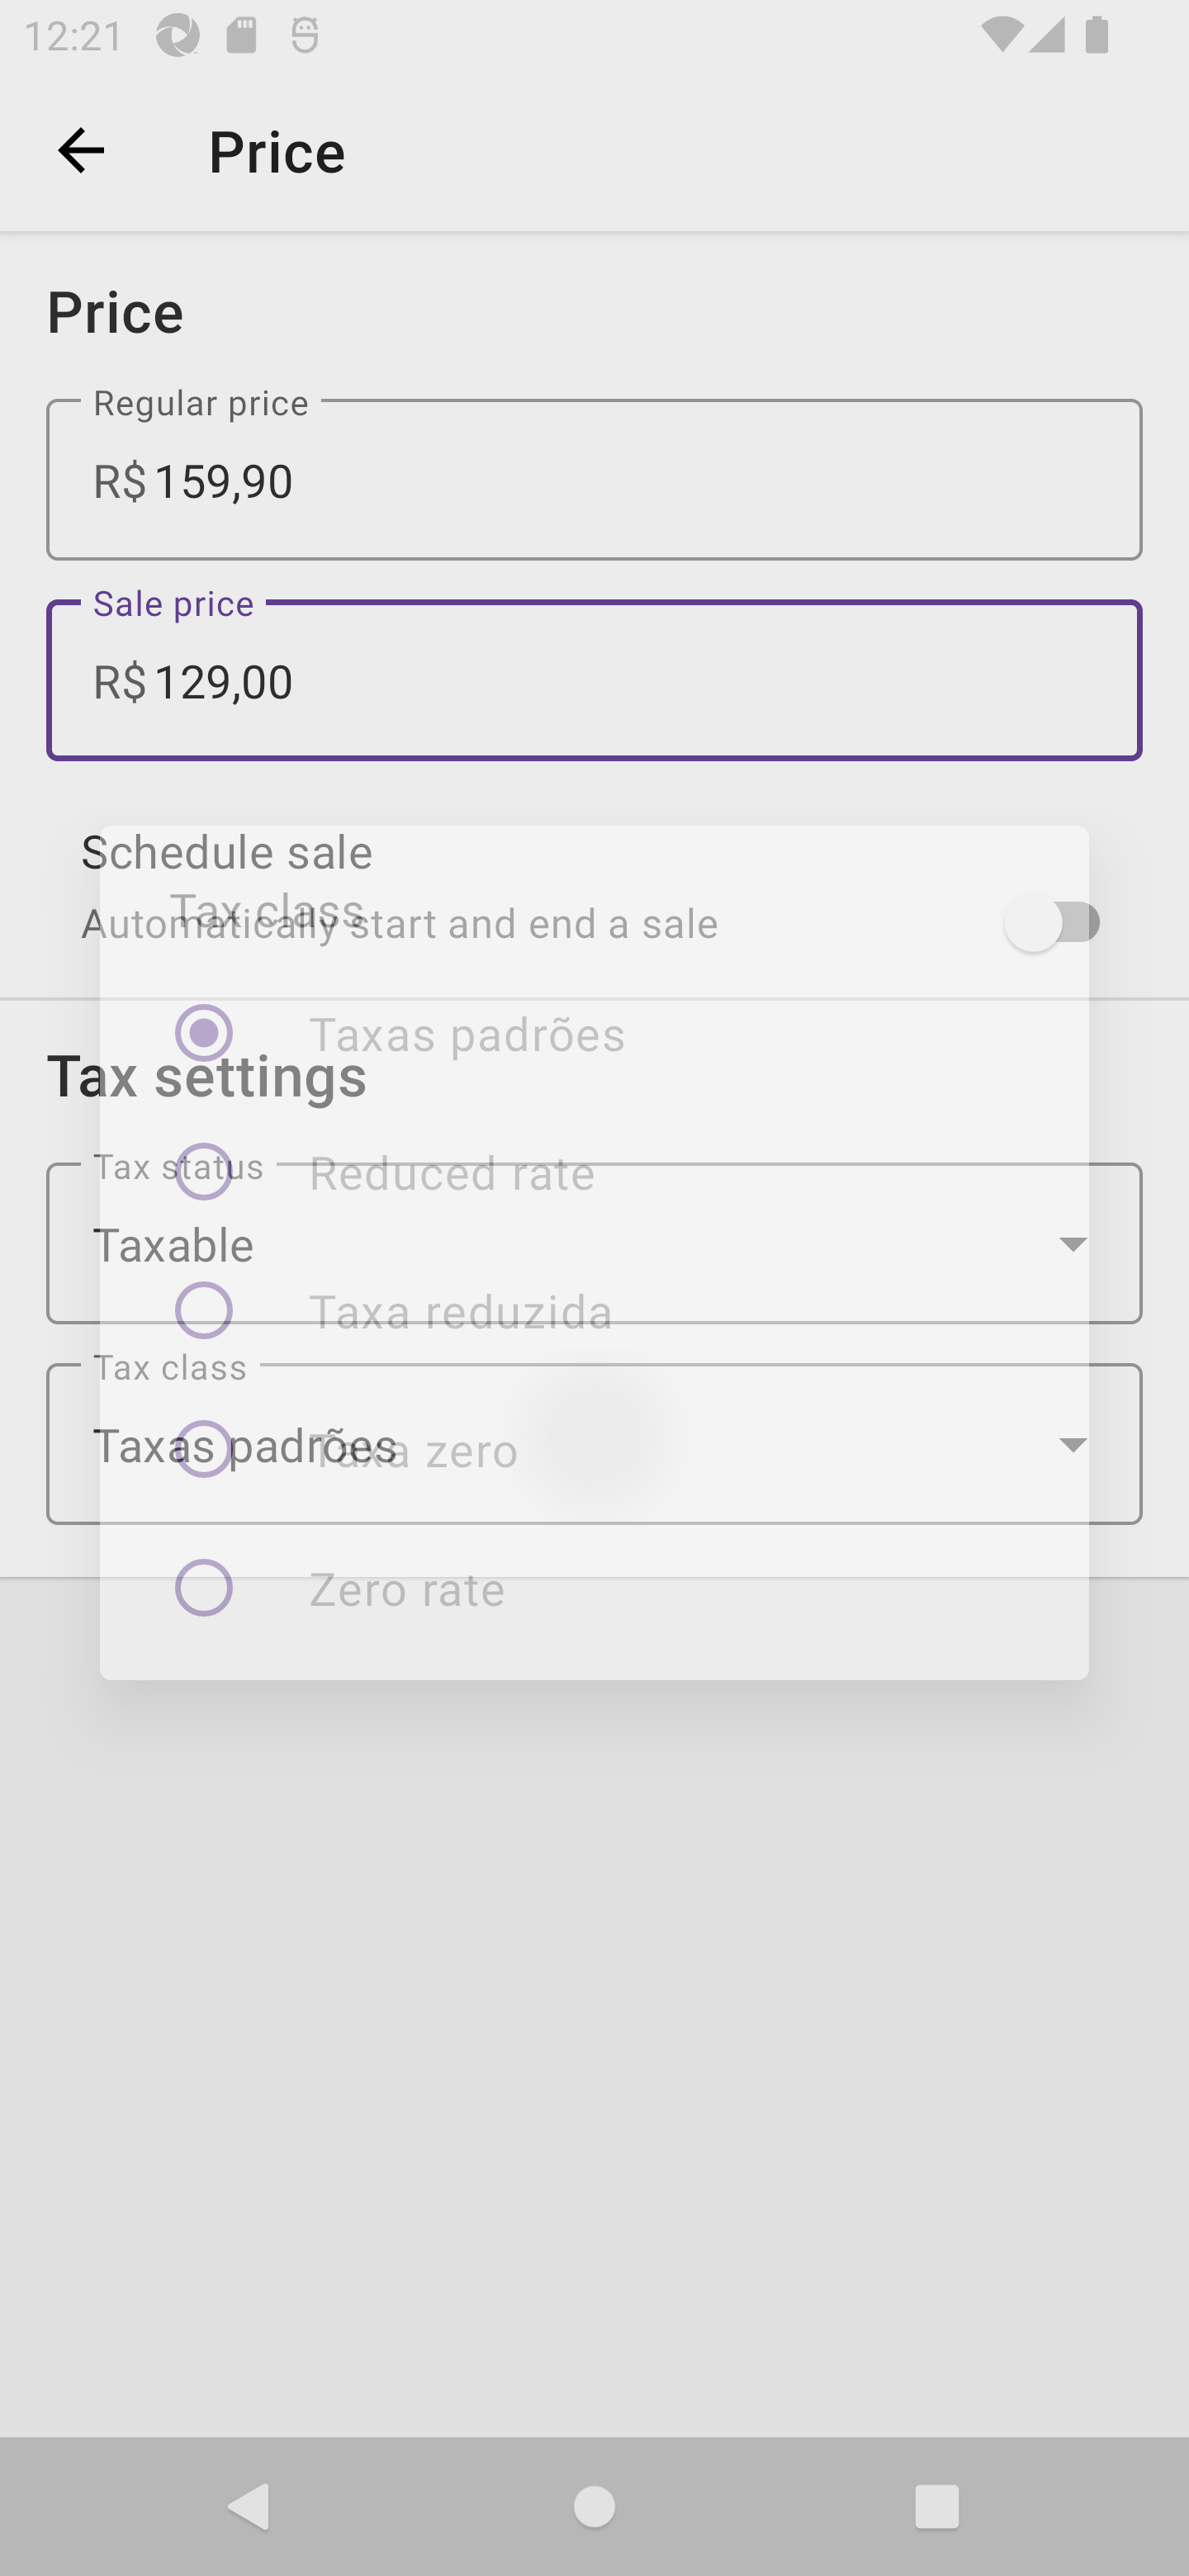 12:21
Price
Price
Regular price
R$ 159,90
Sale price
R$ 129,00
Schedule sale
Tax class
Automatically start and end a sale
Taxas padrões
Tax settings
Tax status
Reduced rate
Taxable
Taxa reduzida
Tax class
Taxas padrões
Taxa zero
Zero rate